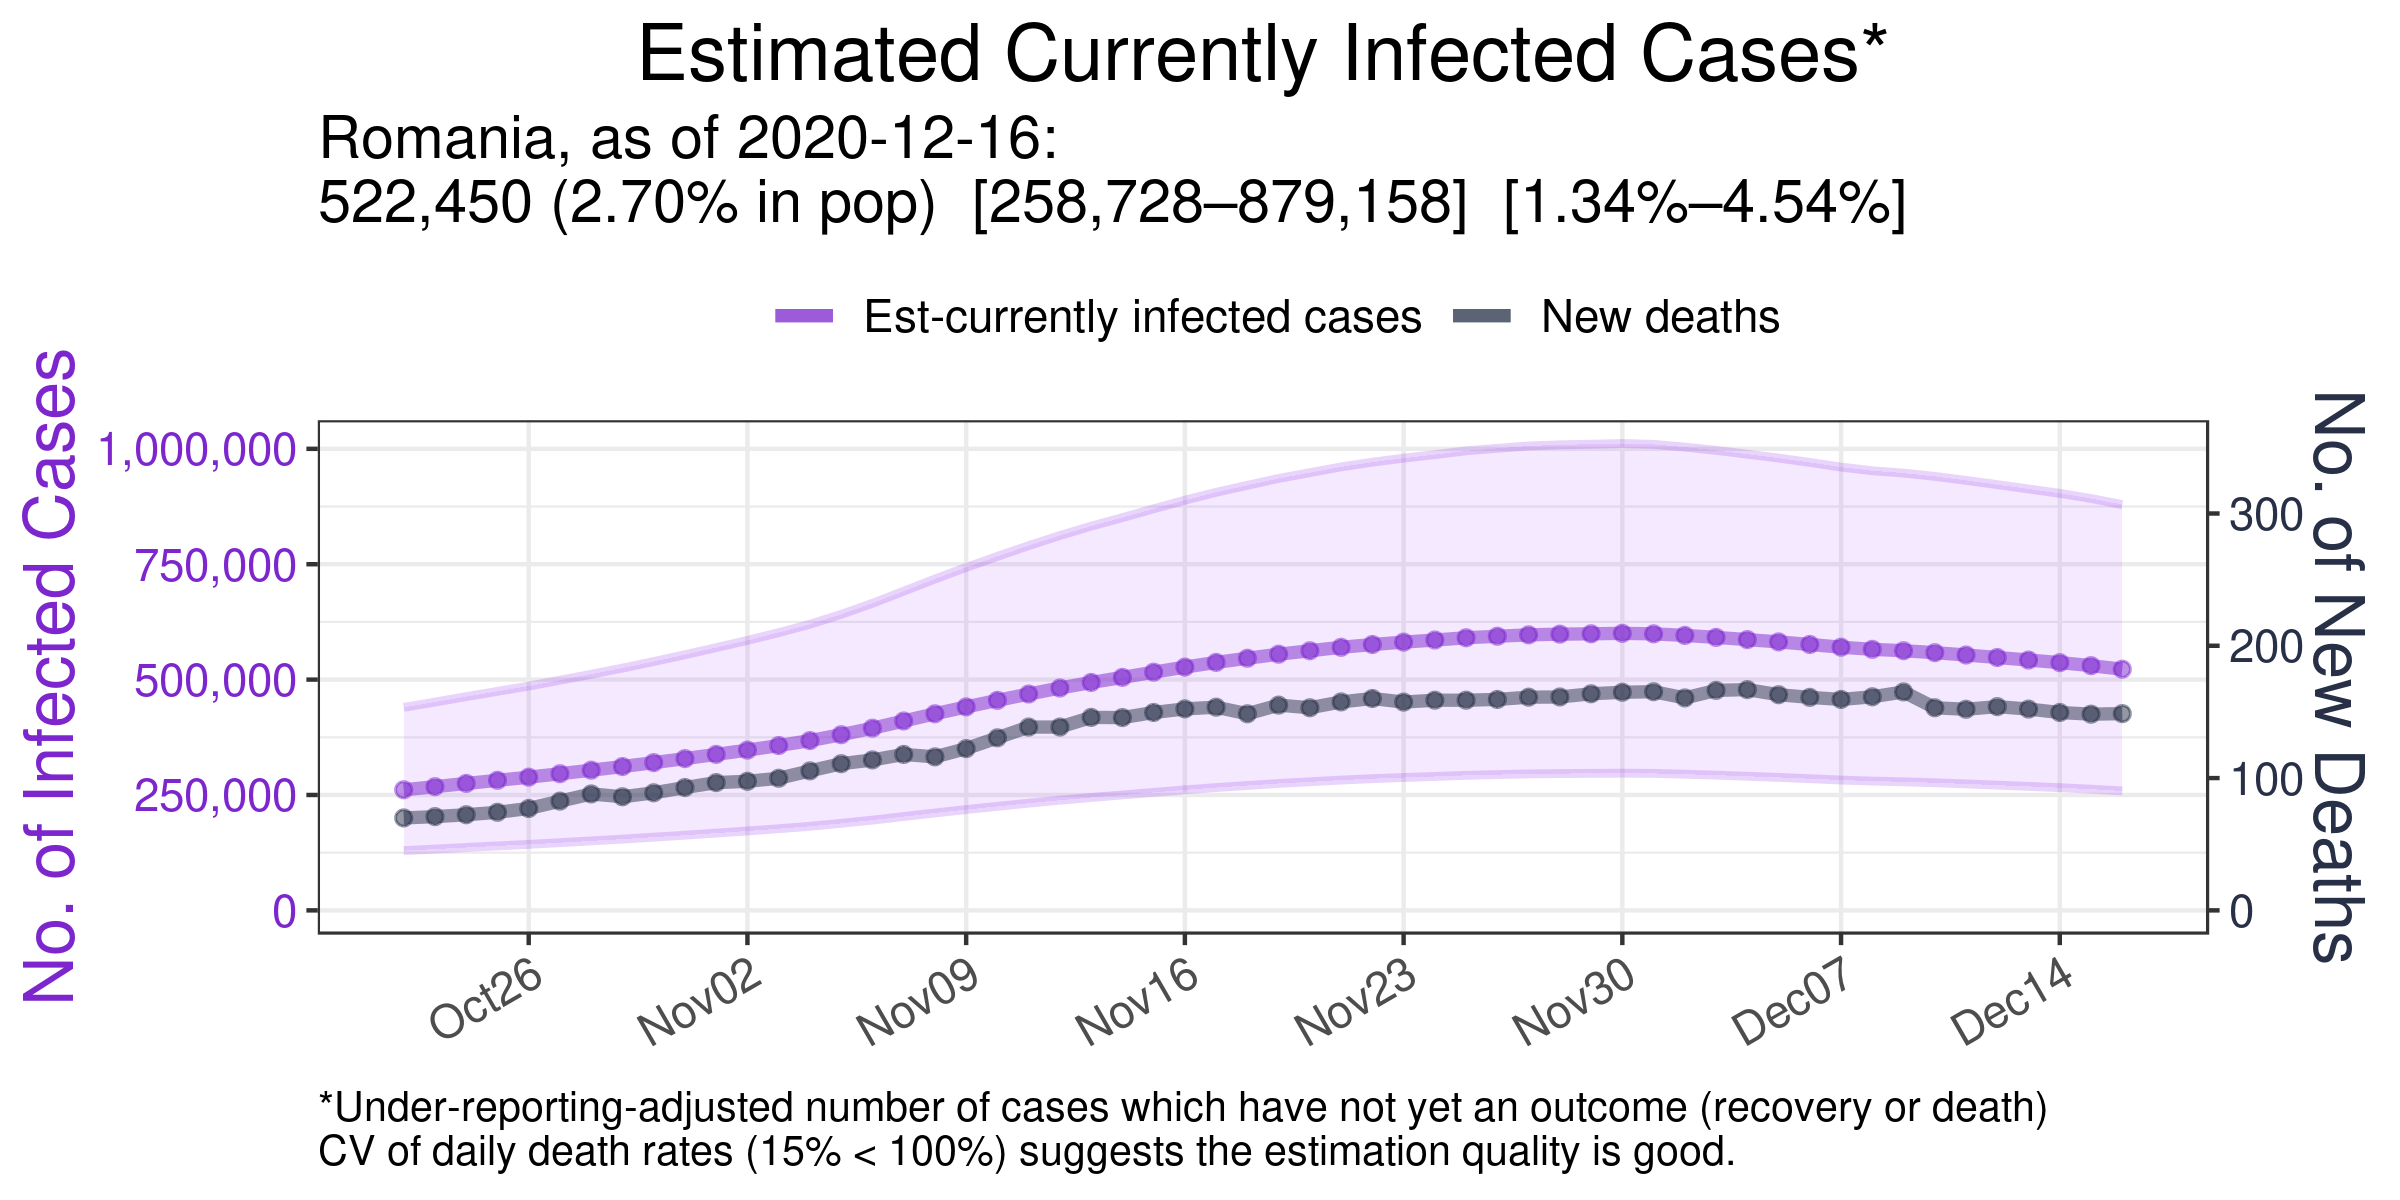 Estimated Currently Infected Cases*
Romania, as of 2020-12-16:
522,450 (2.70% in pop)  [258,728–879,158]  [1.34%–4.54%]
Est-currently infected cases
New deaths
No. of Infected Cases
1,000,000
750,000
500,000
250,000
0
No. of New Deaths
300
200
100
0
Oct26
Nov02
Nov09
Nov16
Nov23
Nov30
Dec07
Dec14
*Under-reporting-adjusted number of cases which have not yet an outcome (recovery or death)
CV of daily death rates (15% < 100%) suggests the estimation quality is good.